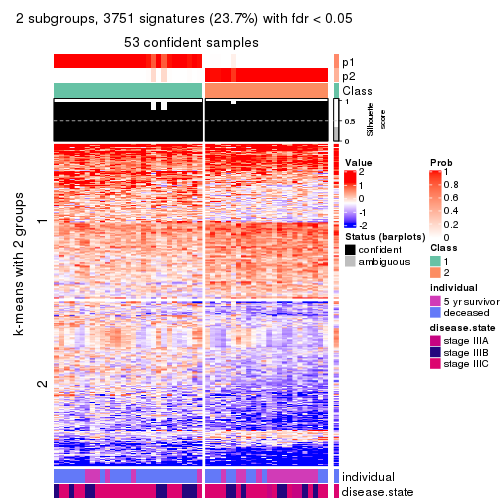 2 subgroups, 3751 signatures (23.7%) with fdr < 0.05
53 confident samples
p1
p2
Class
1
0.5
0
Silhouette
score
k-means with 2 groups
1
2
individual
disease.state
Value
2
1
0
-1
-2
Status (barplots)
confident
ambiguous
Prob
1
0.8
0.6
0.4
0.2
0
Class
1
2
individual
5 yr survivor
deceased
disease.state
stage IIIA
stage IIIB
stage IIIC